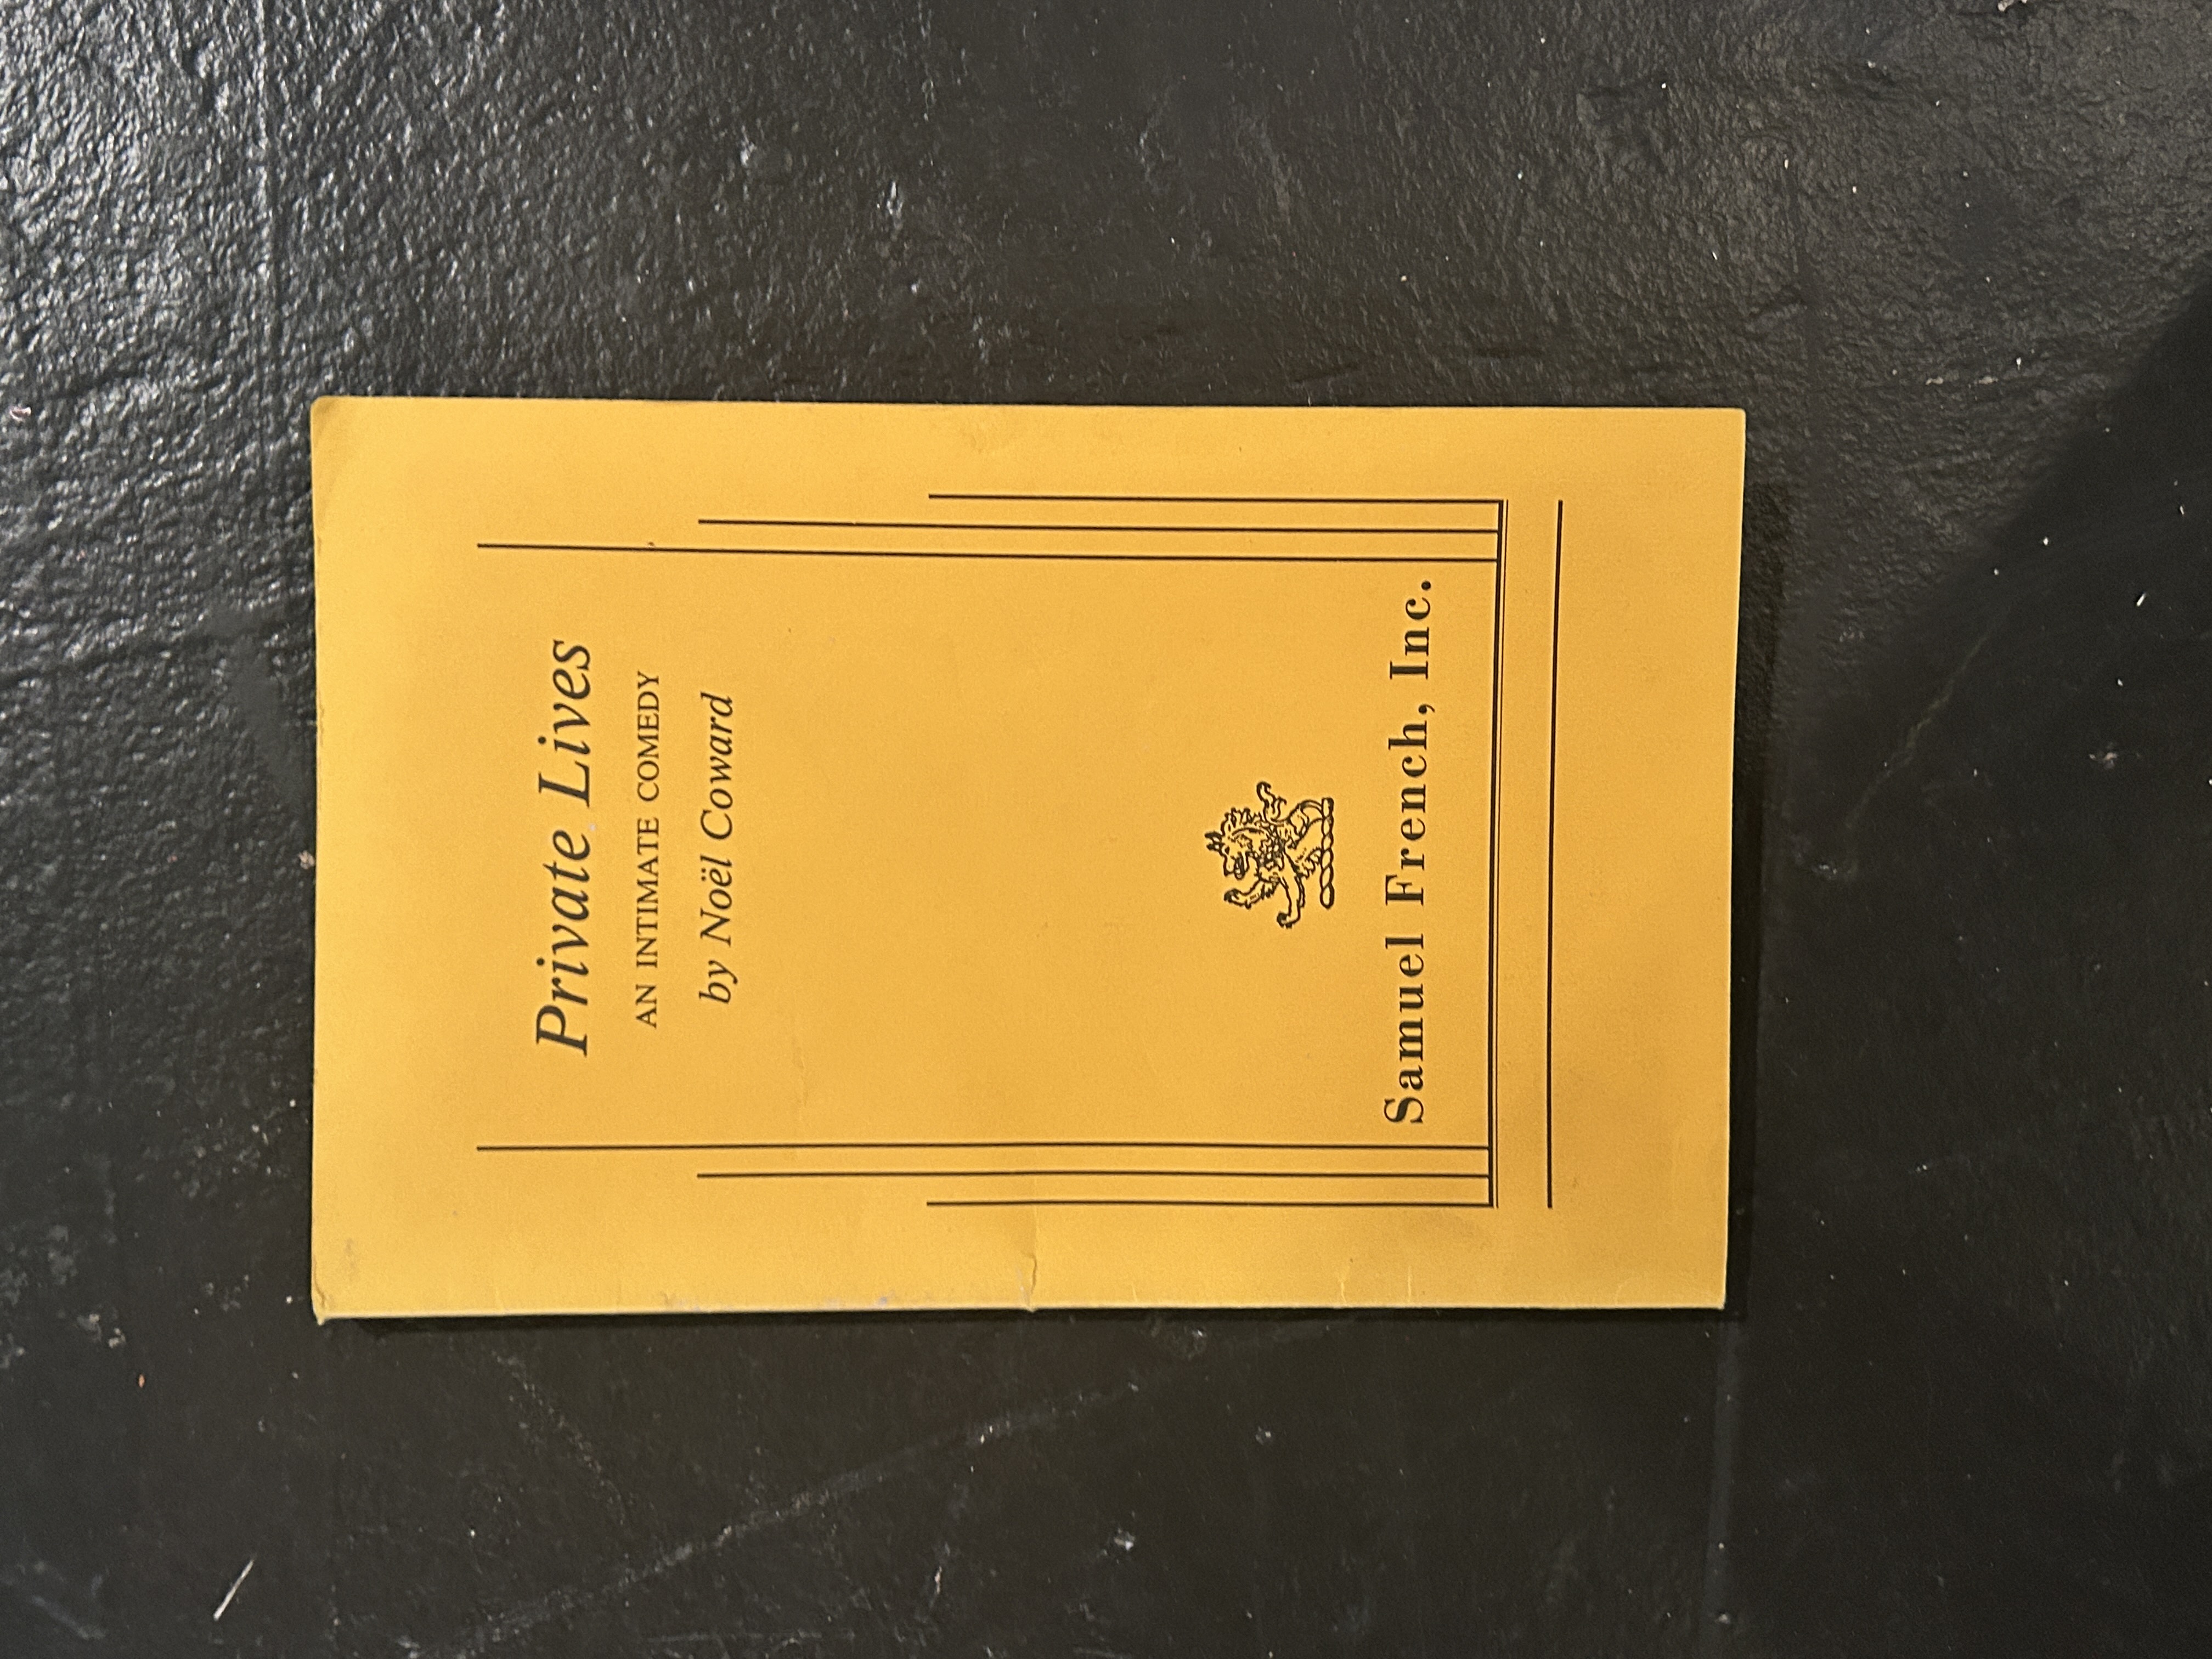 Private Lives
AN INTIMATE COMEDY
by Noël Coward
Samuel French, Inc.